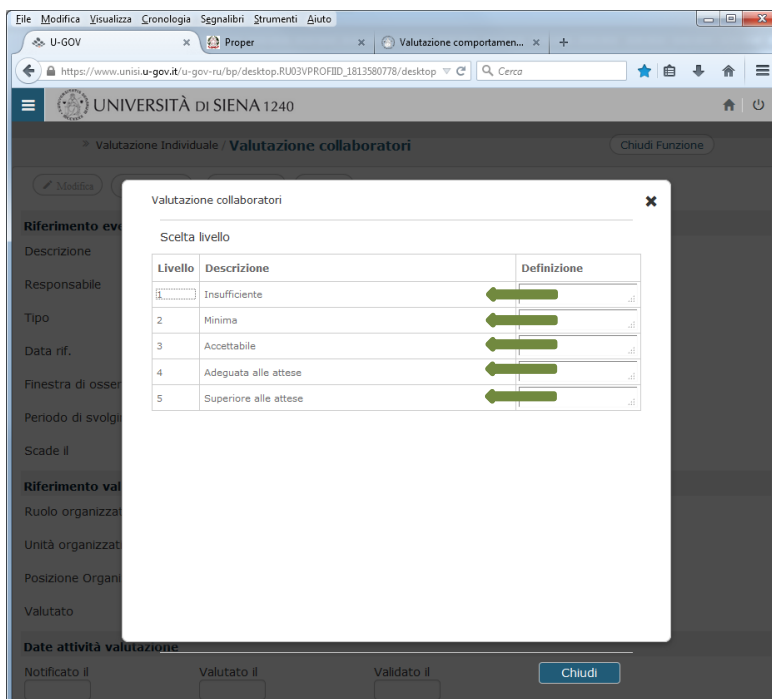 File Modifica Visualizza Cronologia Segnalibri Strumenti Aiuto
U-GOV × Proper × Valutazione comportamen... × +
https://www.unisi.u-gov.it/u-gov-ru/bp/desktop.RU03VPROFIID_1813580778/desktop Cerca
UNIVERSITÀ DI SIENA 1240
» Valutazione Individuale / Valutazione collaboratori Chiudi Funzione
Modifica
Valutazione collaboratori
Riferimento eve
Scelta livello
Descrizione
Livello Descrizione Definizione
Responsabile
1 Insufficiente
Tipo
2 Minima
Data rif.
3 Accettabile
4 Adeguata alle attese
Finestra di osser
5 Superiore alle attese
Periodo di svolgi
Scade il
Riferimento val
Ruolo organizzat
Unità organizzati
Posizione Organi
Valutato
Date attività valutazione
Notificato il Valutato il Validato il Chiudi